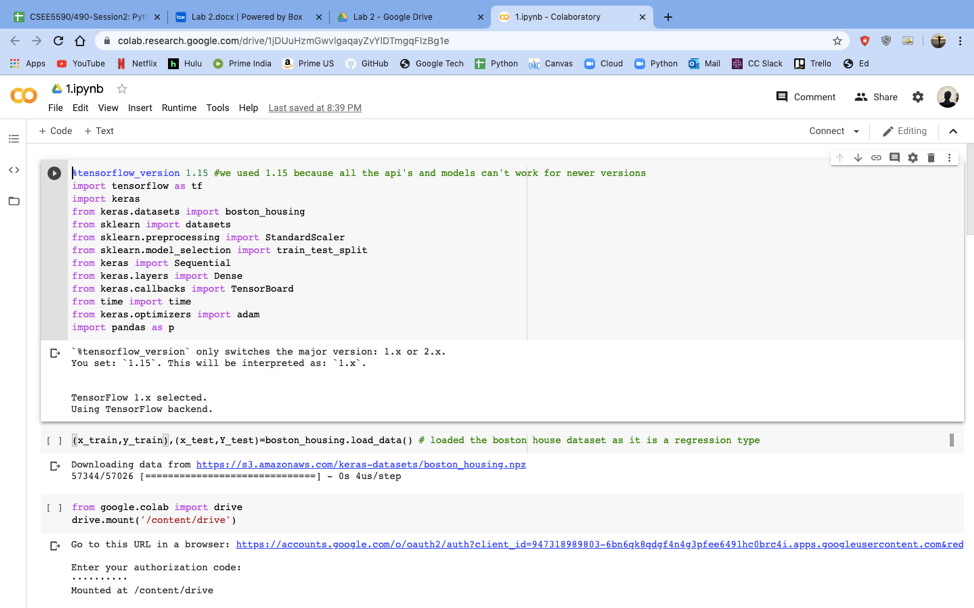 CSEE5590/490-Session2: Pyt
Lab 2.docx | Powered by Box
Lab 2 - Google Drive
1.ipynb - Colaboratory
colab.research.google.com/drive/1jDUuHzmGwvIgaqayZvYlDTmgqFlzBg1e
Apps YouTube Netflix Hulu Prime India Prime US GitHub Google Tech Python Canvas Cloud Python Mail CC Slack Trello Ed
1.ipynb
Comment Share
File Edit View Insert Runtime Tools Help Last saved at 8:39 PM
+ Code + Text Connect Editing
%tensorflow_version 1.15 #we used 1.15 because all the api's and models can't work for newer versions
import tensorflow as tf
import keras
from keras.datasets import boston_housing
from sklearn import datasets
from sklearn.preprocessing import StandardScaler
from sklearn.model_selection import train_test_split
from keras import Sequential
from keras.layers import Dense
from keras.callbacks import TensorBoard
from time import time
from keras.optimizers import adam
import pandas as p
`%tensorflow_version` only switches the major version: 1.x or 2.x.
You set: `1.15`. This will be interpreted as: `1.x`.
TensorFlow 1.x selected.
Using TensorFlow backend.
[ ] (x_train,y_train),(x_test,Y_test)=boston_housing.load_data() # loaded the boston house dataset as it is a regression type
Downloading data from https://s3.amazonaws.com/keras-datasets/boston_housing.npz
57344/57026 [==============================] - 0s 4us/step
[ ] from google.colab import drive
drive.mount('/content/drive')
Go to this URL in a browser: https://accounts.google.com/o/oauth2/auth?client_id=947318989803-6bn6qk8qdgf4n4g3pfee6491hc0brc4i.apps.googleusercontent.com&red
Enter your authorization code:
··········
Mounted at /content/drive